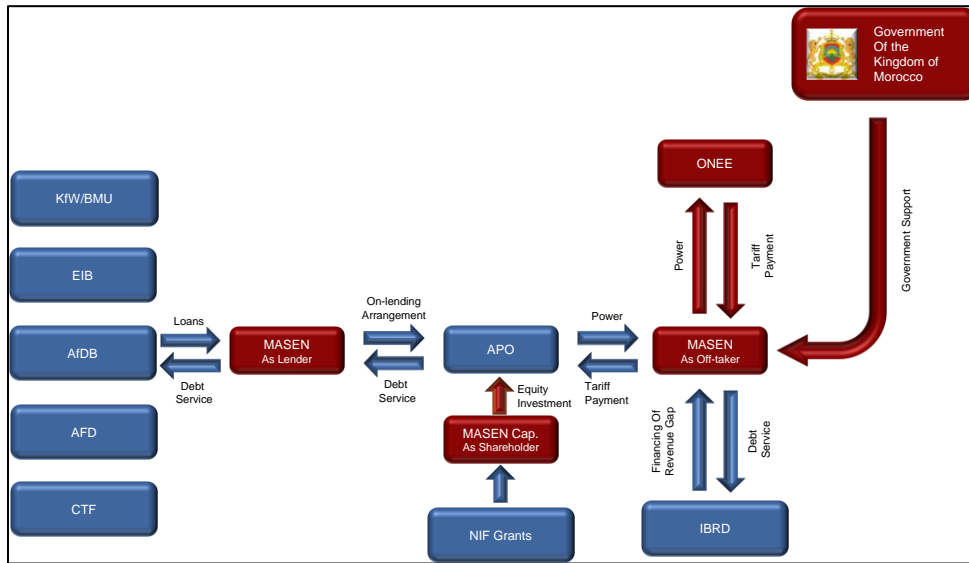 Government
Of the
Kingdom of
Morocco
ONEE
KfW/BMU
Power
Tariff
Payment
Government Support
EIB
Loans
On-lending
Arrangement
Power
AfDB
MASEN
As Lender
APO
MASEN
As Off-taker
Debt
Service
Debt
Service
Equity
Investment
Tariff
Payment
AFD
MASEN Cap.
As Shareholder
Financing Of
Revenue Gap
Debt
Service
CTF
NIF Grants
IBRD